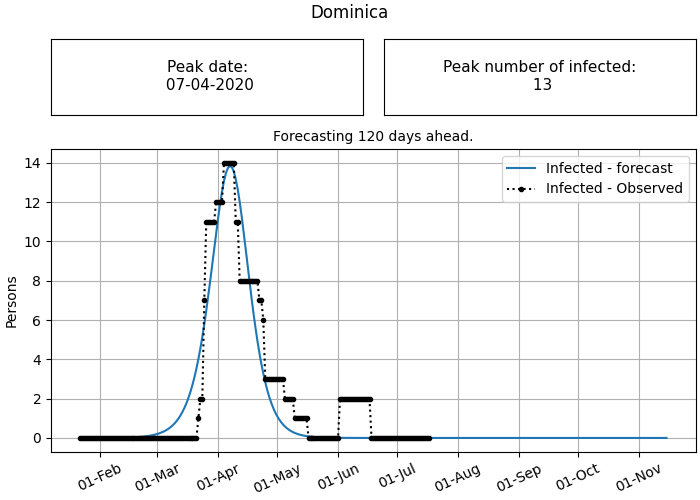 Dominica
Peak date:
07-04-2020
Peak number of infected:
13
Forecasting 120 days ahead.
Infected - forecast
Infected - Observed
Persons
14
12
10
8
6
4
2
0
01-Feb
01-Mar
01-Apr
01-May
01-Jun
01-Jul
01-Aug
01-Sep
01-Oct
01-Nov